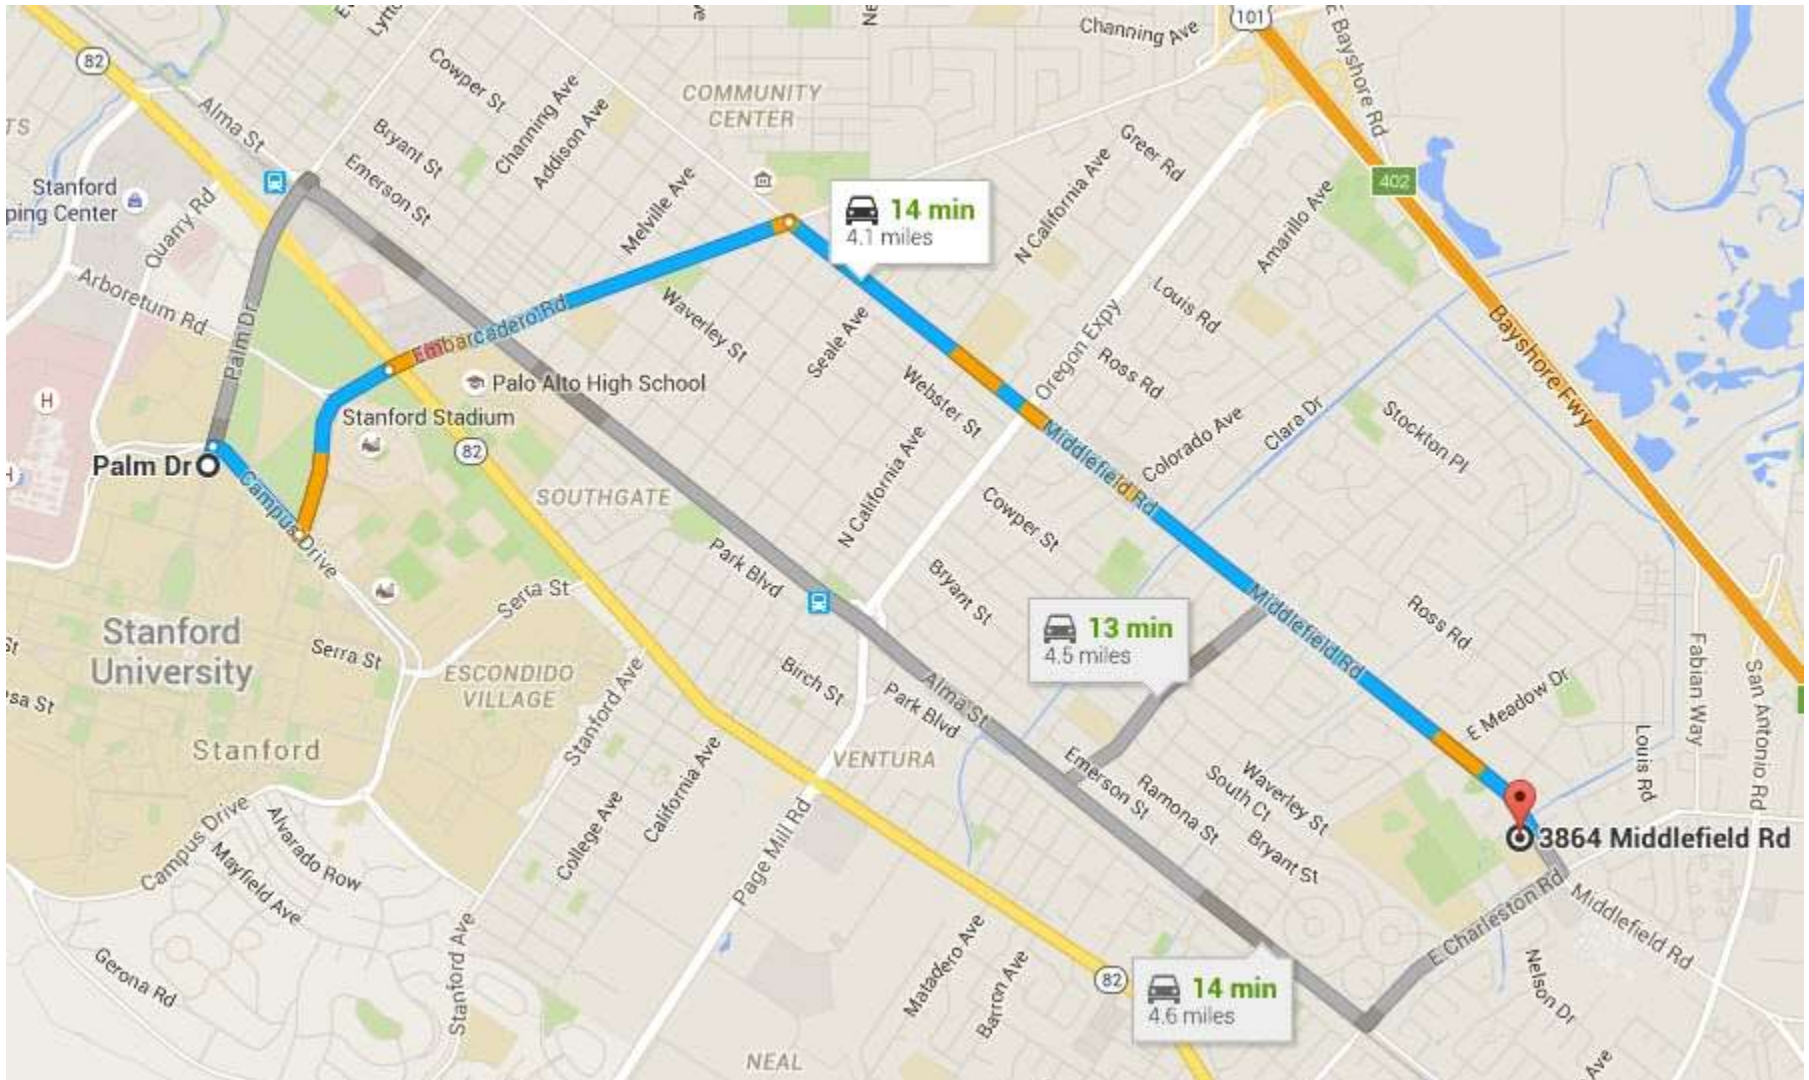 82
Alma St
Cowper St
Channing Ave
Addison Ave
Bryant St
Emerson St
COMMUNITY
CENTER
Channing Ave
101
E Bayshore Rd
402
Greer Rd
N California Ave
Amarillo Ave
Melville Ave
Stanford
ping Center
Quarry Rd
Arboretum Rd
Palm Dr
14 min
4.1 miles
Embarcadero Rd
Waverley St
Seale Ave
Louis Rd
Oregon Expy
Ross Rd
Bayshore Fwy
Palo Alto High School
Stanford Stadium
82
Webster St
Middlefield Rd
Colorado Ave
Clara Dr
Stockton Pl
H
H
Palm Dr
Campus Drive
SOUTHGATE
N California Ave
Cowper St
Park Blvd
Bryant St
Serra St
Stanford
University
Serra St
ESCONDIDO
VILLAGE
Stanford Ave
Birch St
Park Blvd
Alma St
13 min
4.5 miles
Middlefield Rd
Ross Rd
E Meadow Dr
Fabian Way
San Antonio Rd
Louis Rd
Stanford
VENTURA
Emerson St
Ramona St
South Ct
Waverley St
Bryant St
3864 Middlefield Rd
California Ave
College Ave
Page Mill Rd
Campus Drive
Alvarado Row
Mayfield Ave
Gerona Rd
Stanford Ave
Matadero Ave
Barron Ave
82
14 min
4.6 miles
E Charleston Rd
Middlefield Rd
Nelson Dr
Ave
NEAL